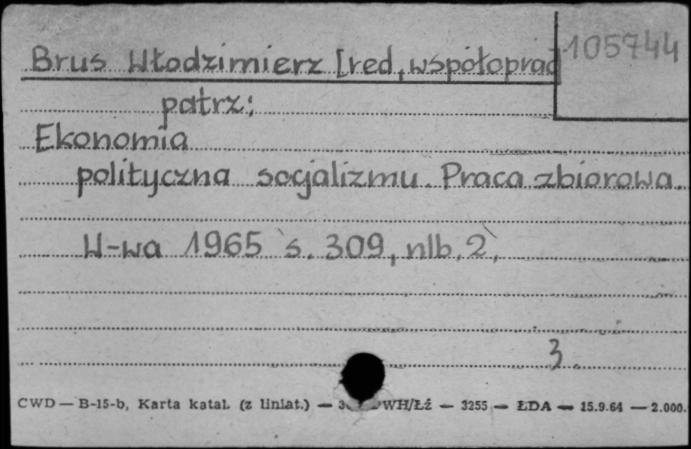 105744
Brus Włodzimierz [red, współoprac
patrz:
Ekonomia
polityczna socjalizmu. Praca zbiorowa.
W-wa 1965 s. 309, nlb. 2,
3.
CWD — B-15-b, Karta katal. (z liniat.) — WH/Łź — 3255 — ŁDA — 15.9.64 — 2.000.